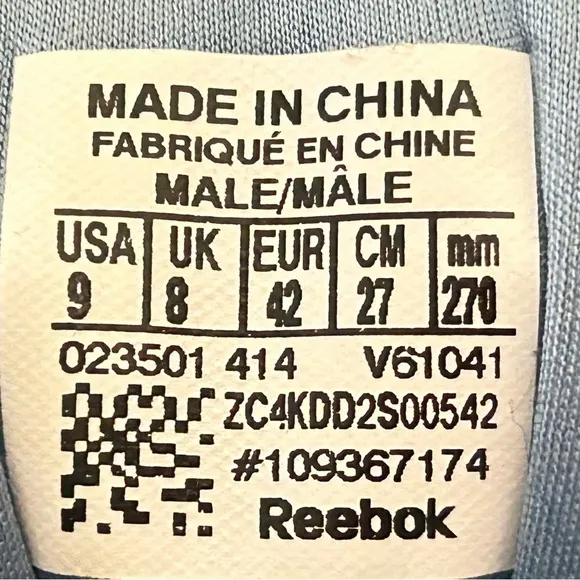 MADE IN CHINA
FABRIQUÉ EN CHINE
MALE/MÂLE
USA UK EUR CM mm
9 8 42 27 270
023501 414 V61041
ZC4KDD2S00542
#109367174
Reebok